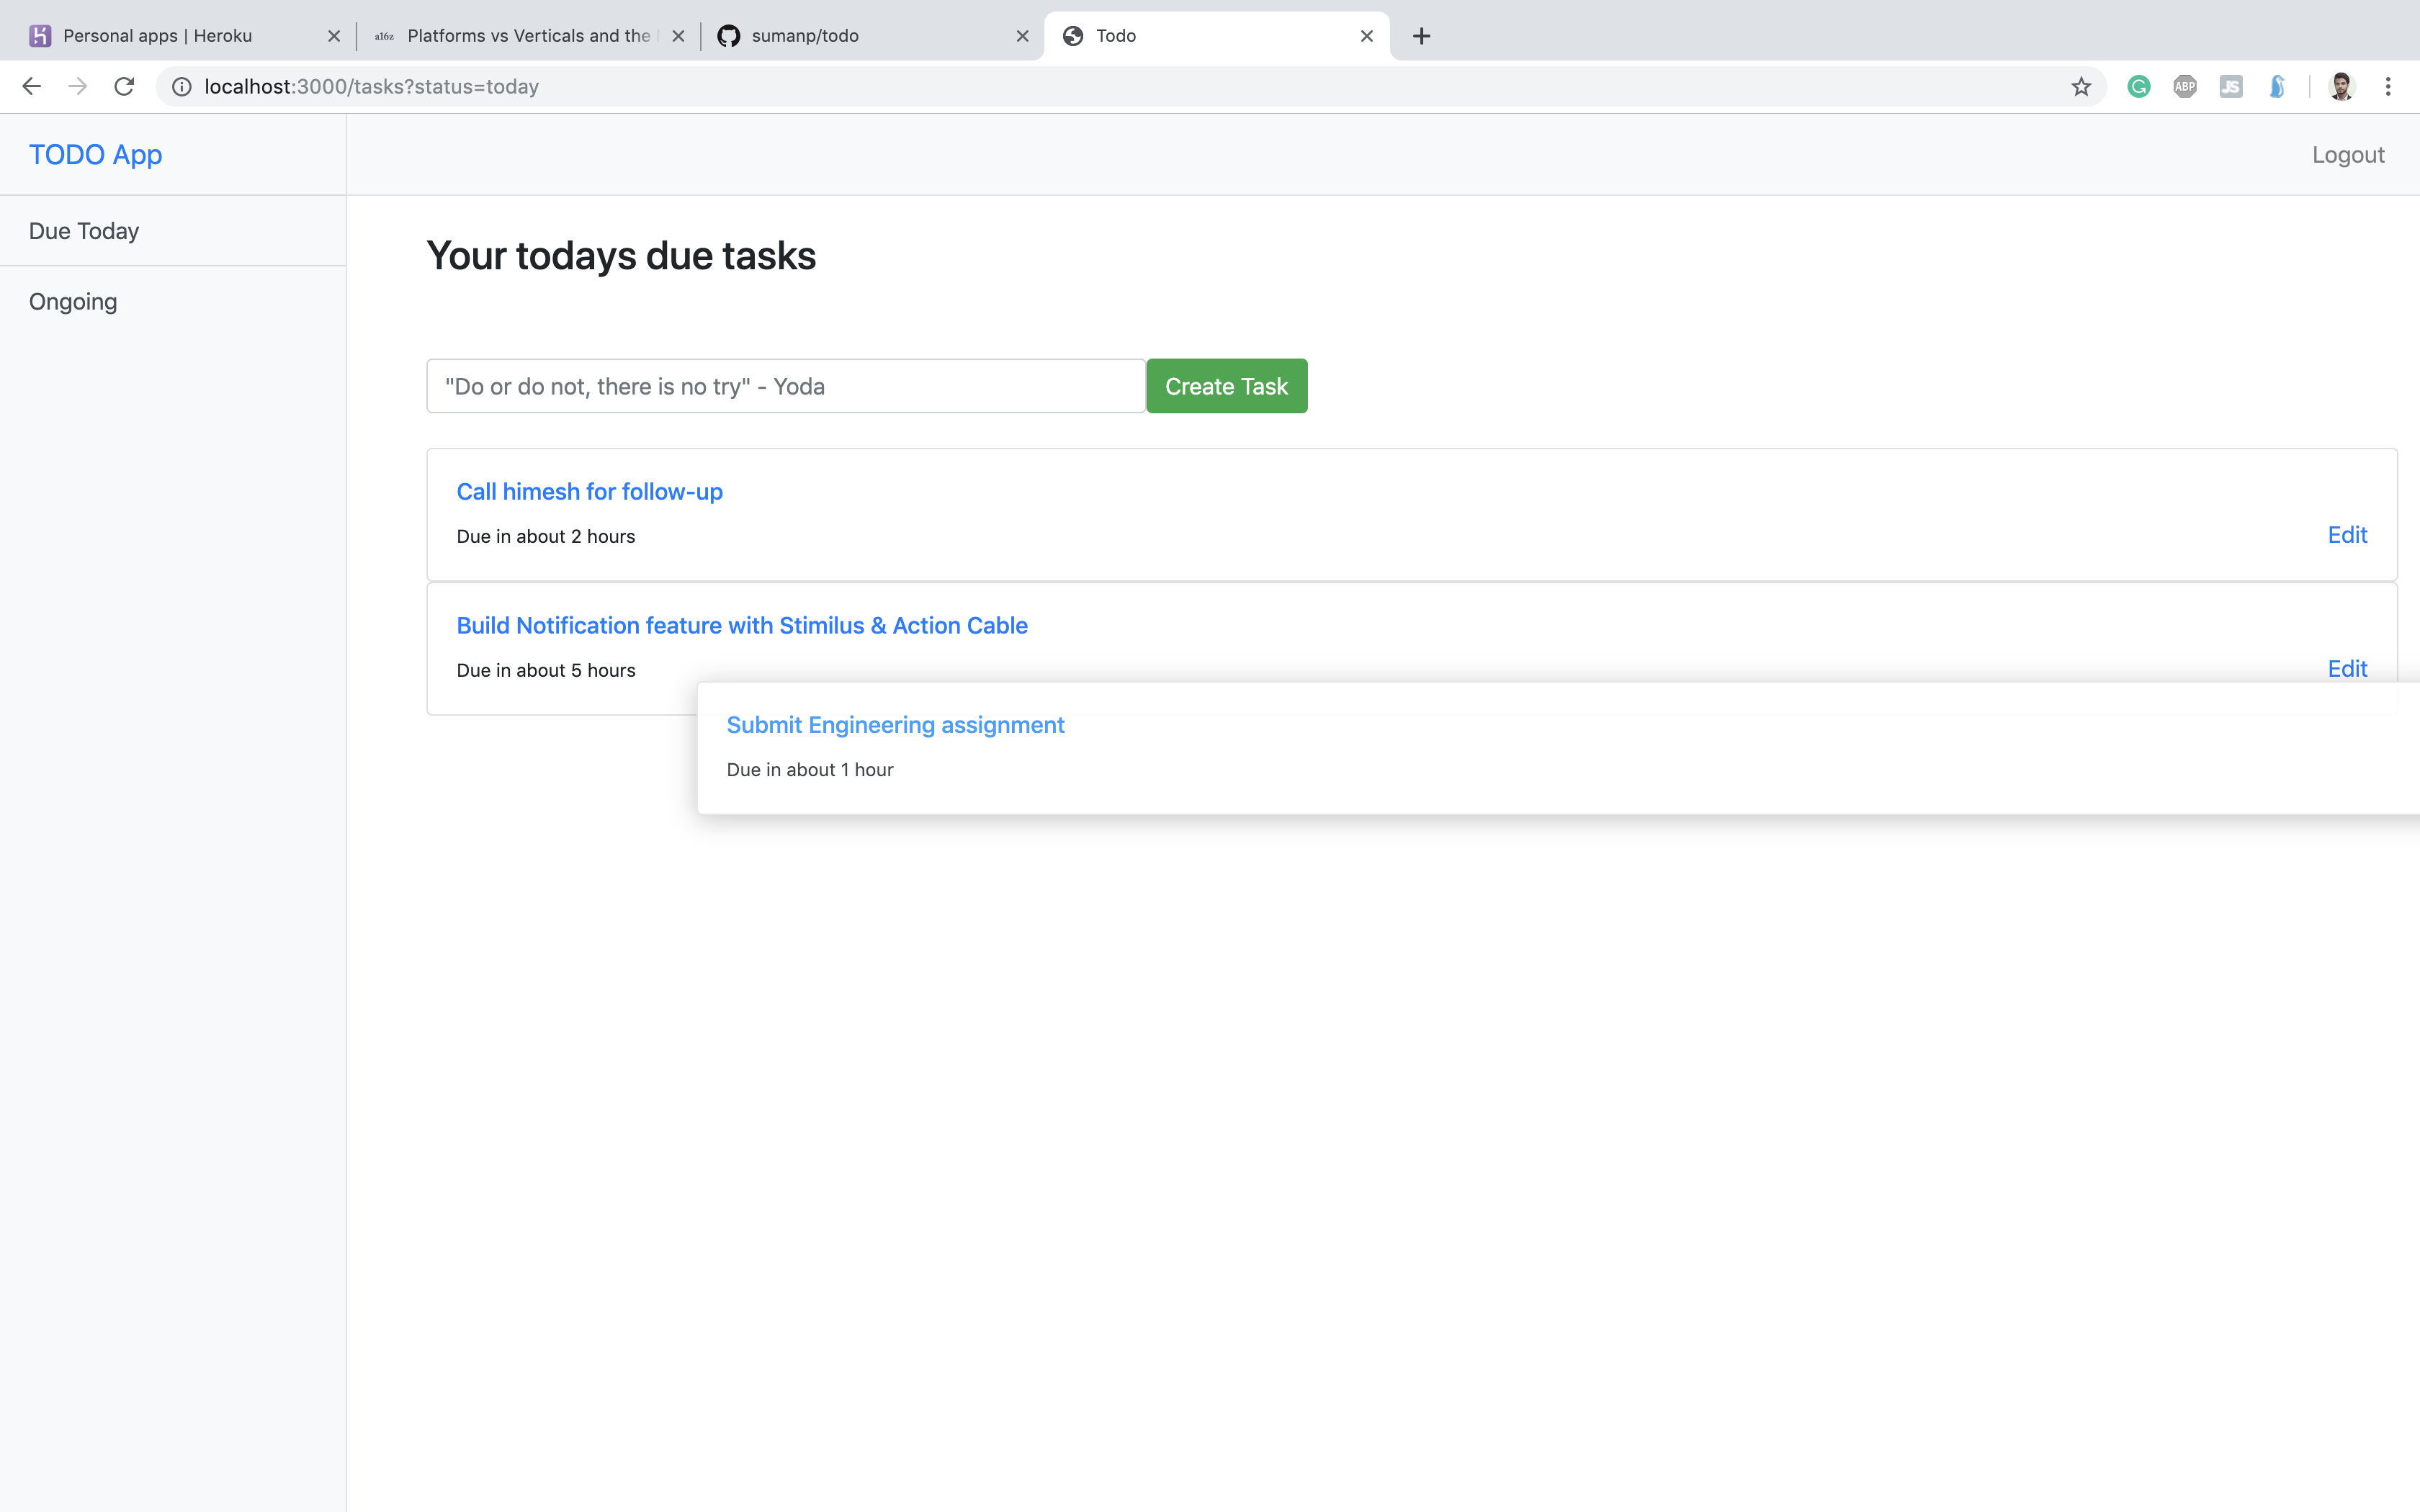 Personal apps | Heroku
a16z Platforms vs Verticals and the
sumanp/todo
Todo
localhost:3000/tasks?status=today
ABP
JS
TODO App
Logout
Due Today
Ongoing
Your todays due tasks
"Do or do not, there is no try" - Yoda
Create Task
Call himesh for follow-up
Due in about 2 hours
Edit
Build Notification feature with Stimilus & Action Cable
Due in about 5 hours
Edit
Submit Engineering assignment
Due in about 1 hour